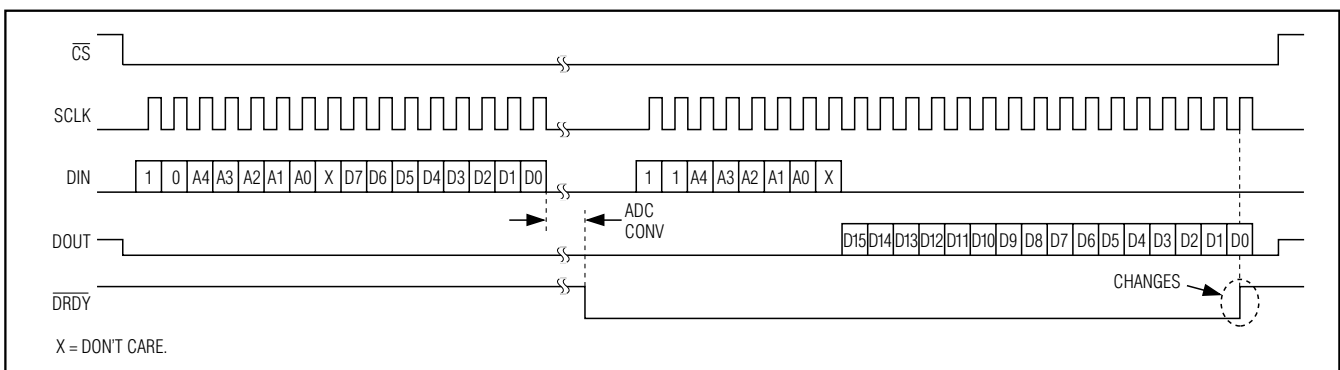 CS
SCLK
DIN 1 0 A4 A3 A2 A1 A0 X D7 D6 D5 D4 D3 D2 D1 D0 1 1 A4 A3 A2 A1 A0 X
ADC
CONV
DOUT D15 D14 D13 D12 D11 D10 D9 D8 D7 D6 D5 D4 D3 D2 D1 D0
CHANGES
DRDY
X = DON'T CARE.